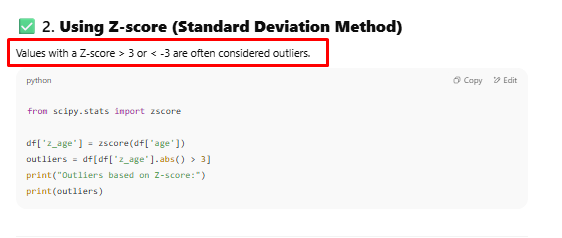 ✅ 2. Using Z-score (Standard Deviation Method)
Values with a Z-score > 3 or < -3 are often considered outliers.
python
Copy
Edit
from scipy.stats import zscore
df['z_age'] = zscore(df['age'])
outliers = df[df['z_age'].abs() > 3]
print("Outliers based on Z-score:")
print(outliers)